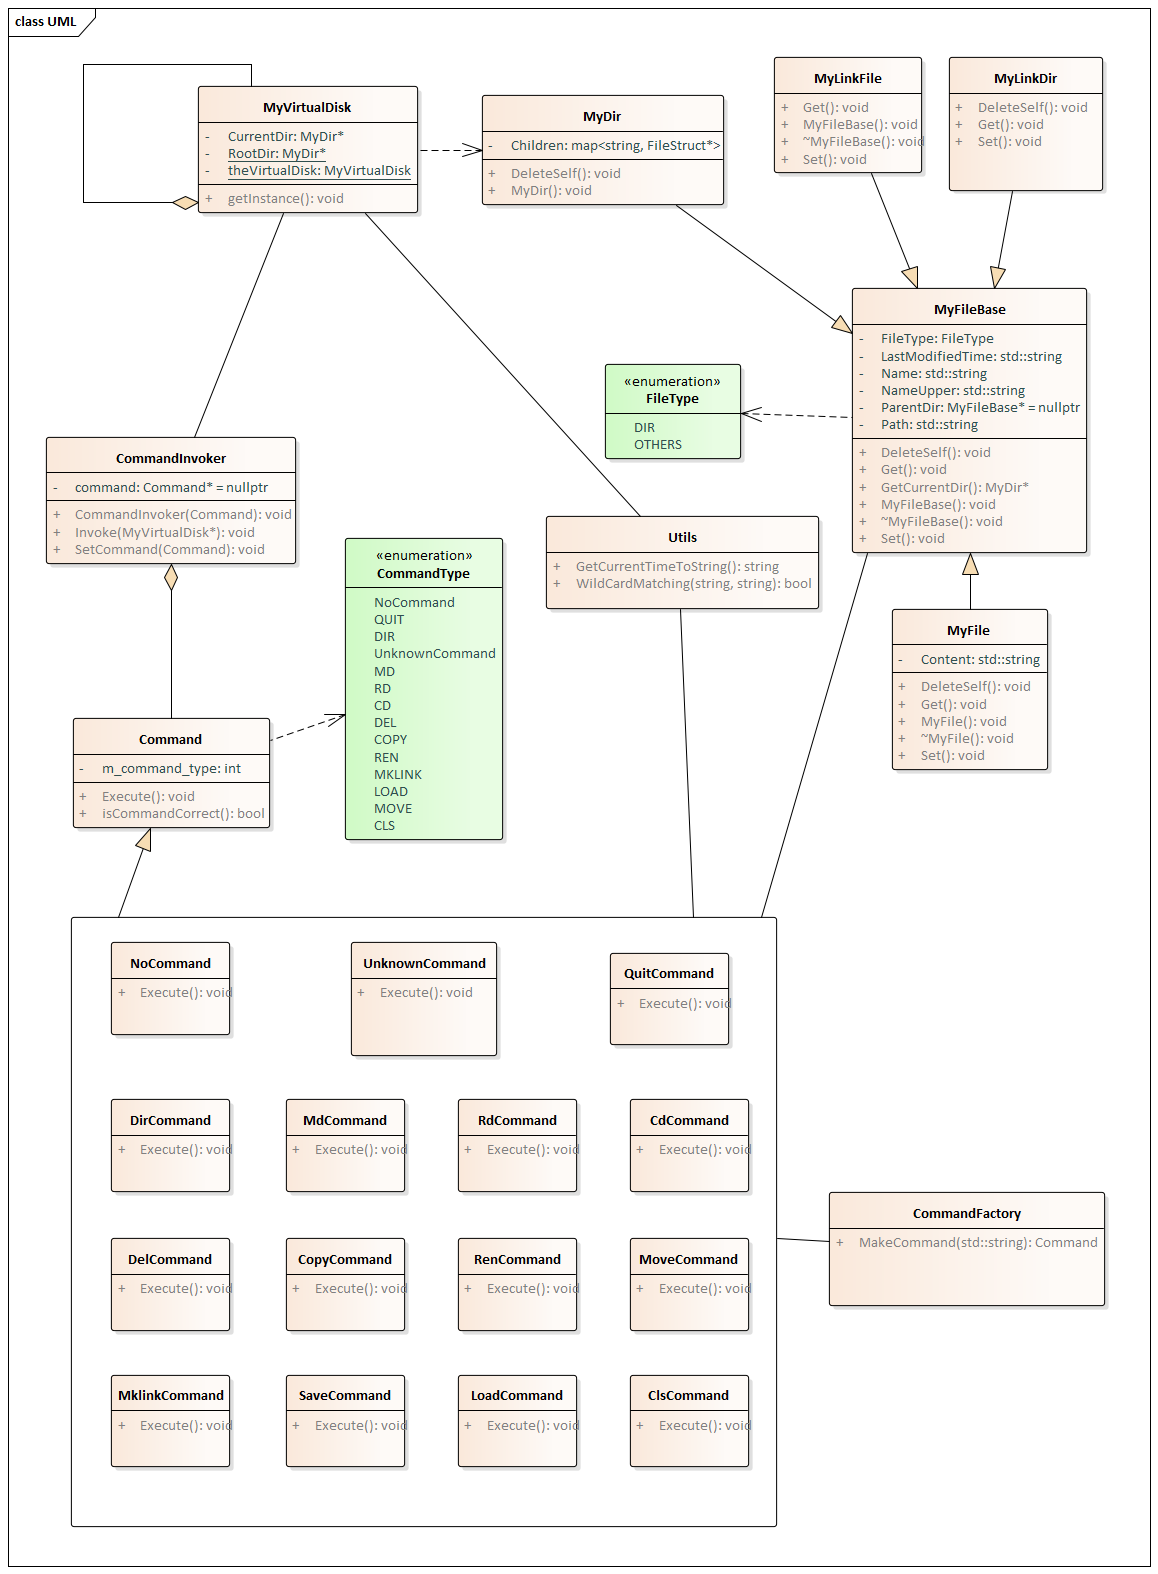 class UML
MyVirtualDisk
- CurrentDir: MyDir*
- RootDir: MyDir*
- theVirtualDisk: MyVirtualDisk
+ getInstance(): void
MyDir
- Children: map<string, FileStruct*>
+ DeleteSelf(): void
+ MyDir(): void
MyLinkFile
+ Get(): void
+ MyFileBase(): void
+ ~MyFileBase(): void
+ Set(): void
MyLinkDir
+ DeleteSelf(): void
+ Get(): void
+ Set(): void
MyFileBase
- FileType: FileType
- LastModifiedTime: std::string
- Name: std::string
- NameUpper: std::string
- ParentDir: MyFileBase* = nullptr
- Path: std::string
+ DeleteSelf(): void
+ Get(): void
+ GetCurrentDir(): MyDir*
+ MyFileBase(): void
+ ~MyFileBase(): void
+ Set(): void
«enumeration»
FileType
DIR
OTHERS
CommandInvoker
- command: Command* = nullptr
+ CommandInvoker(Command): void
+ Invoke(MyVirtualDisk*): void
+ SetCommand(Command): void
«enumeration»
CommandType
NoCommand
QUIT
DIR
UnknownCommand
MD
RD
CD
DEL
COPY
REN
MKLINK
LOAD
MOVE
CLS
Utils
+ GetCurrentTimeToString(): string
+ WildCardMatching(string, string): bool
MyFile
- Content: std::string
+ DeleteSelf(): void
+ Get(): void
+ MyFile(): void
+ ~MyFile(): void
+ Set(): void
Command
- m_command_type: int
+ Execute(): void
+ isCommandCorrect(): bool
NoCommand
+ Execute(): void
UnknownCommand
+ Execute(): void
QuitCommand
+ Execute(): void
DirCommand
+ Execute(): void
MdCommand
+ Execute(): void
RdCommand
+ Execute(): void
CdCommand
+ Execute(): void
CommandFactory
+ MakeCommand(std::string): Command
DelCommand
+ Execute(): void
CopyCommand
+ Execute(): void
RenCommand
+ Execute(): void
MoveCommand
+ Execute(): void
MklinkCommand
+ Execute(): void
SaveCommand
+ Execute(): void
LoadCommand
+ Execute(): void
ClsCommand
+ Execute(): void